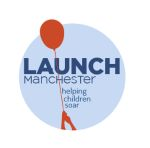 LAUNCH
MANCHESTER
helping
children
soar